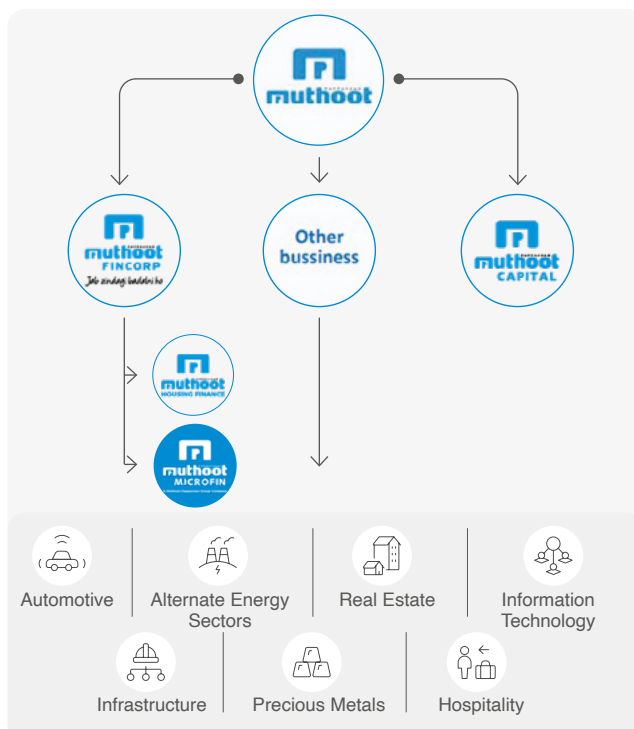 muthoot
muthoot
FINCORP
Jab zindagi badalni ho
Other
bussiness
muthoot
CAPITAL
muthoot
HOUSING FINANCE
muthoot
MICROFIN
Automotive
Alternate Energy
Sectors
Real Estate
Information
Technology
Infrastructure
Precious Metals
Hospitality